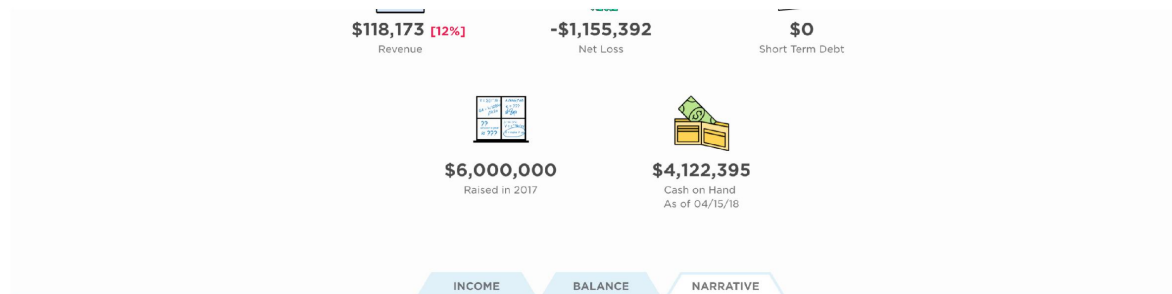 $118,173 [12%]
Revenue
-$1,155,392
Net Loss
$0
Short Term Debt
$6,000,000
Raised in 2017
$4,122,395
Cash on Hand
As of 04/15/18
INCOME
BALANCE
NARRATIVE